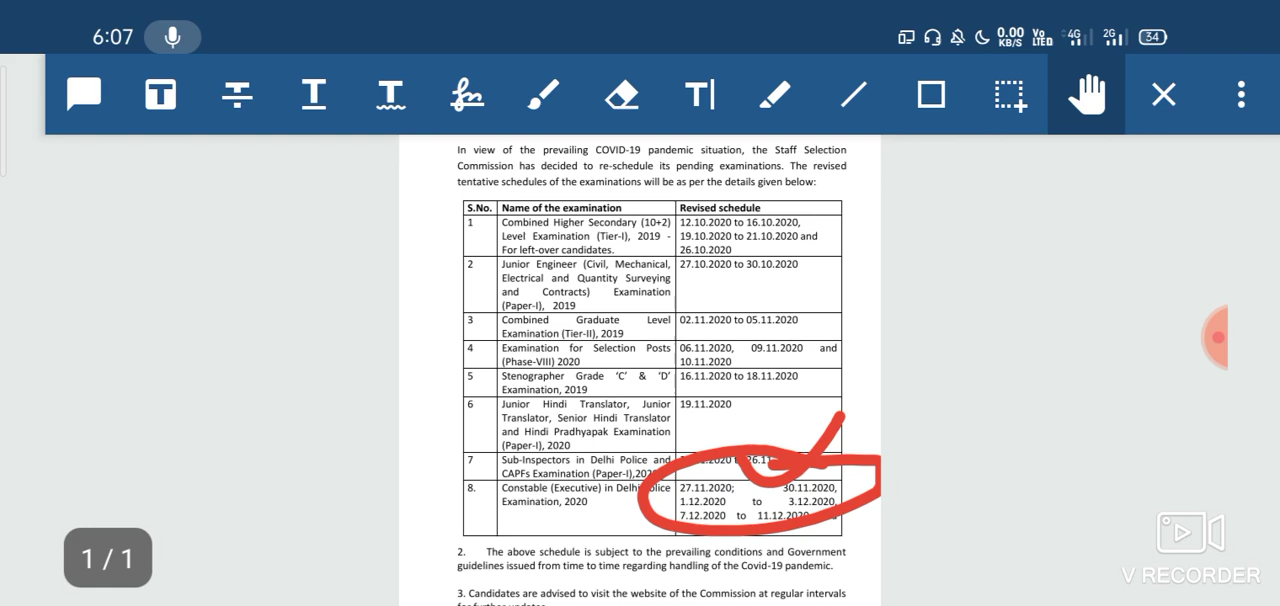 6:07
0.00 KB/S Vo LTED 4G 2G 34
In view of the prevailing COVID-19 pandemic situation, the Staff Selection
Commission has decided to re-schedule its pending examinations. The revised
tentative schedules of the examinations will be as per the details given below:
S.No. Name of the examination Revised schedule
1 Combined Higher Secondary (10+2) 12.10.2020 to 16.10.2020,
Level Examination (Tier-I), 2019 - 19.10.2020 to 21.10.2020 and
For left-over candidates. 26.10.2020
2 Junior Engineer (Civil, Mechanical, 27.10.2020 to 30.10.2020
Electrical and Quantity Surveying
and Contracts) Examination
(Paper-I), 2019
3 Combined Graduate Level 02.11.2020 to 05.11.2020
Examination (Tier-II), 2019
4 Examination for Selection Posts 06.11.2020, 09.11.2020 and
(Phase-VIII) 2020 10.11.2020
5 Stenographer Grade ‘C’ & ‘D’ 16.11.2020 to 18.11.2020
Examination, 2019
6 Junior Hindi Translator, Junior 19.11.2020
Translator, Senior Hindi Translator
and Hindi Pradhyapak Examination
(Paper-I), 2020
7 Sub-Inspectors in Delhi Police and
CAPFs Examination (Paper-I),
8. Constable (Executive) in Delhi Police 27.11.2020; 30.11.2020,
Examination, 2020 1.12.2020 to 3.12.2020,
7.12.2020 to 11.12.2020
2. The above schedule is subject to the prevailing conditions and Government
guidelines issued from time to time regarding handling of the Covid-19 pandemic.
3. Candidates are advised to visit the website of the Commission at regular intervals
for further updates.
1 / 1
V RECORDER